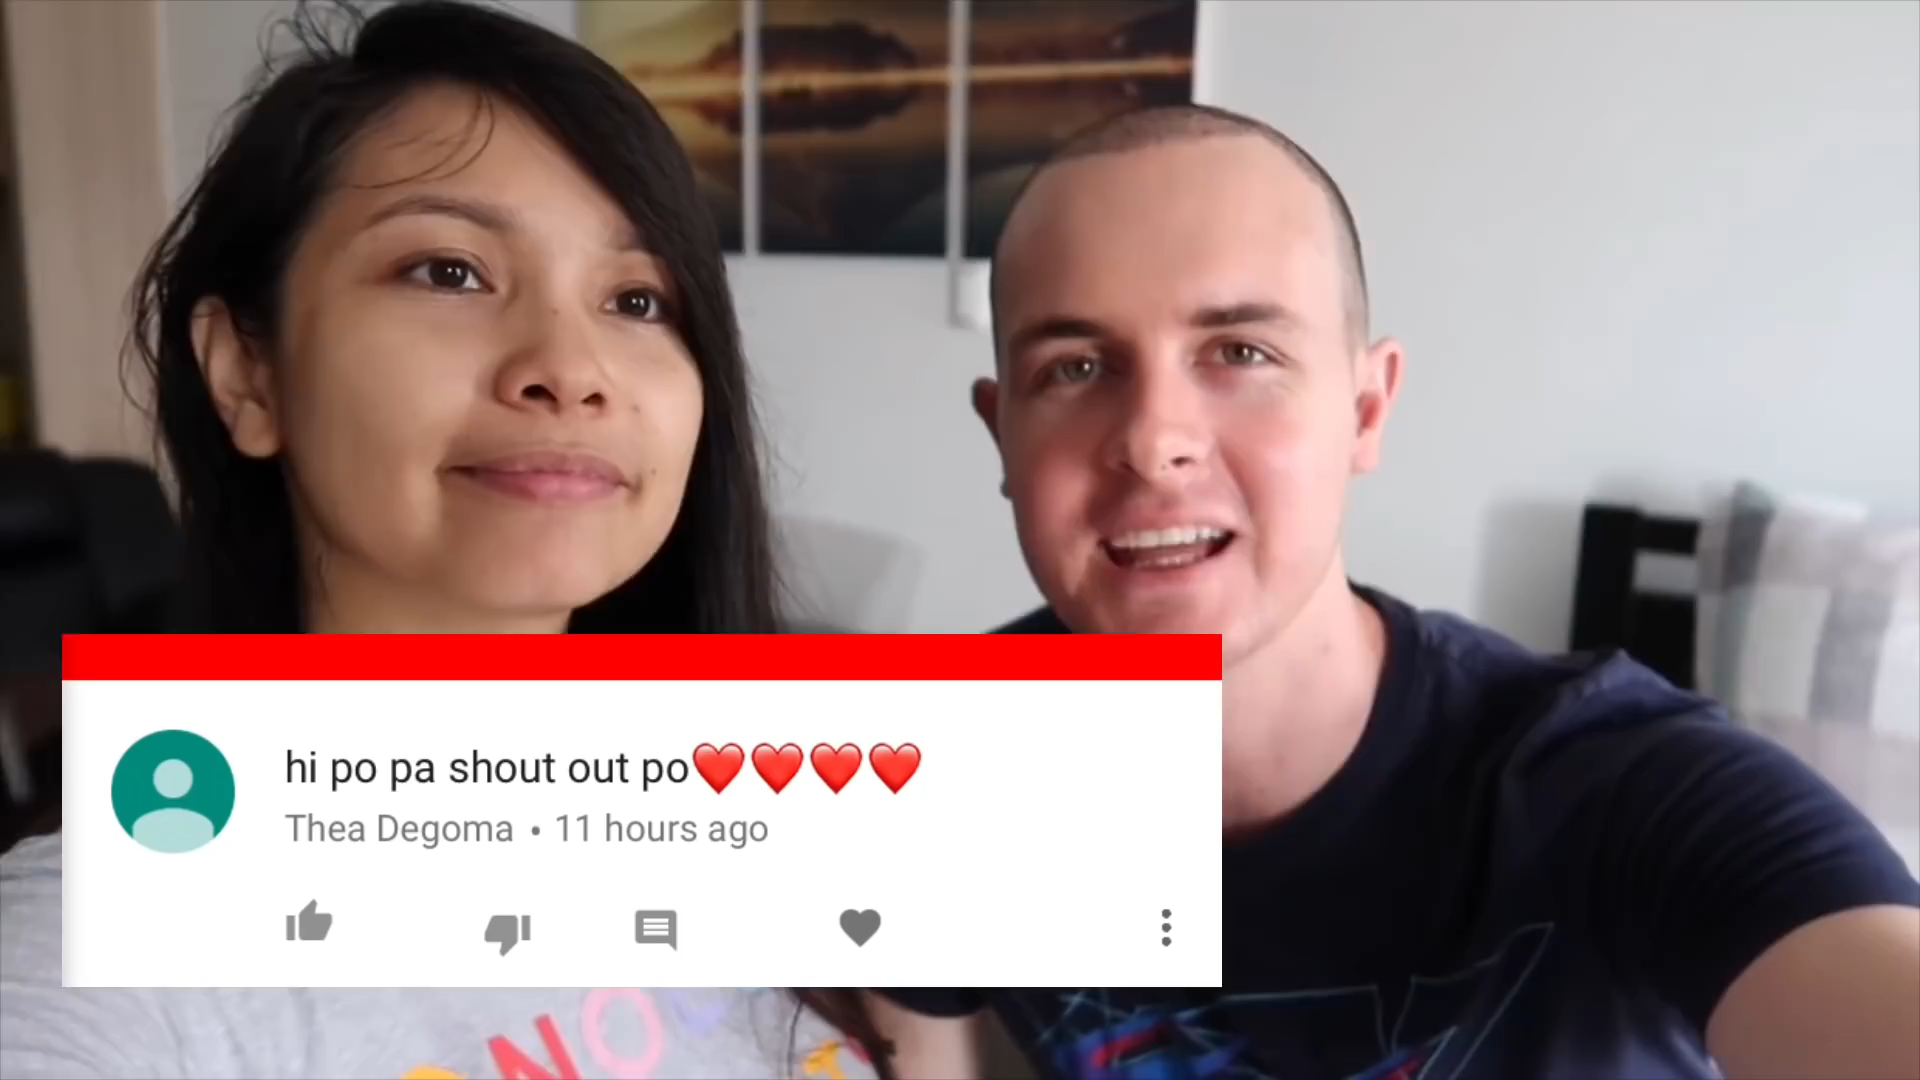 hi po pa shout out po❤️❤️❤️❤️
Thea Degoma • 11 hours ago